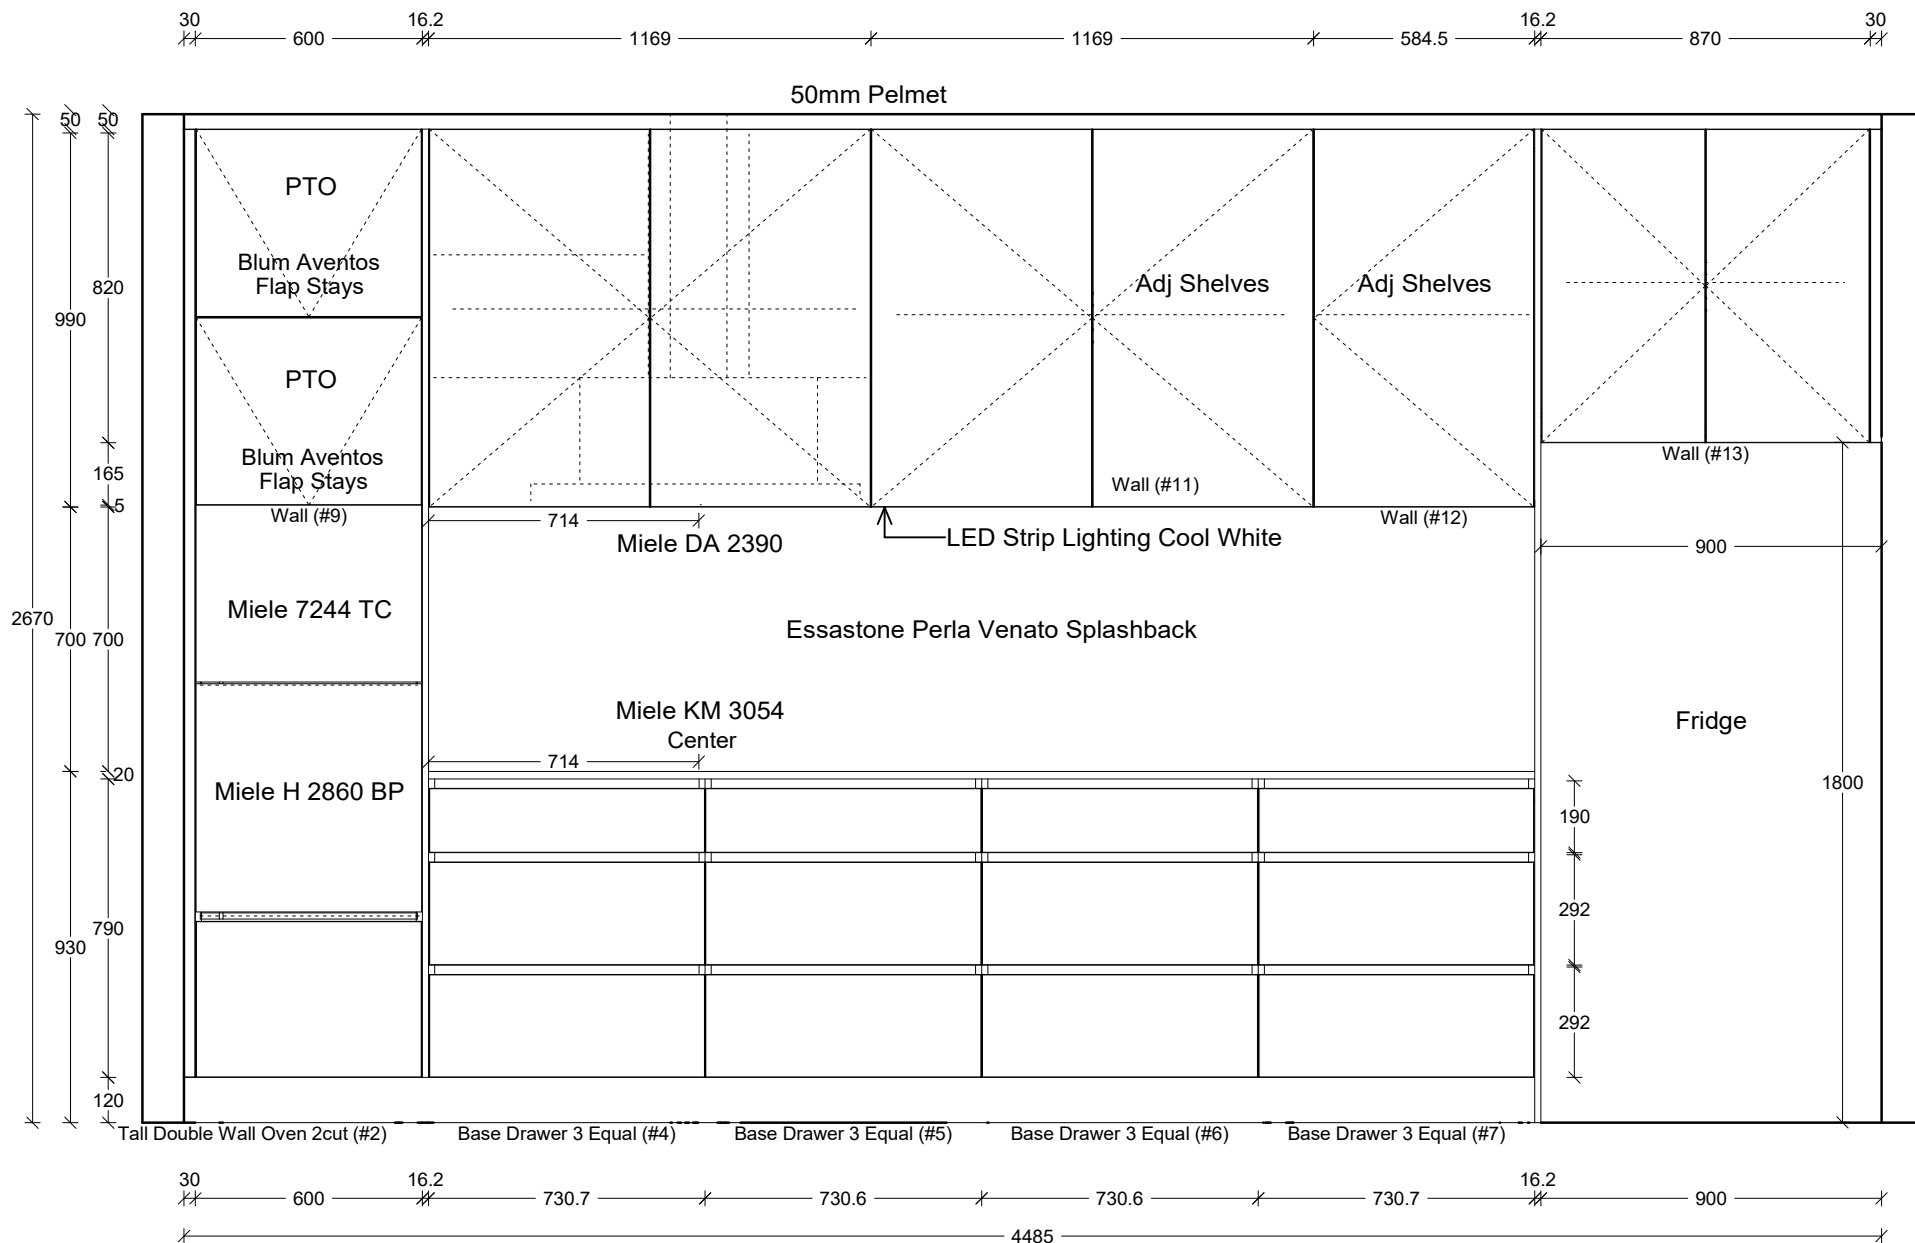 30
16.2
16.2
30
600
1169
1169
584.5
870
50mm Pelmet
50
50
PTO
Blum Aventos
Flap Stays
820
990
Adj Shelves
Adj Shelves
PTO
Blum Aventos
Flap Stays
165
5
Wall (#9)
Wall (#11)
Wall (#12)
Wall (#13)
714
Miele DA 2390
LED Strip Lighting Cool White
900
Miele 7244 TC
2670
700
700
Essastone Perla Venato Splashback
Miele KM 3054
Center
Fridge
714
20
Miele H 2860 BP
1800
190
292
790
930
292
120
Tall Double Wall Oven 2cut (#2)
Base Drawer 3 Equal (#4)
Base Drawer 3 Equal (#5)
Base Drawer 3 Equal (#6)
Base Drawer 3 Equal (#7)
30
16.2
16.2
600
730.7
730.6
730.6
730.7
900
4485